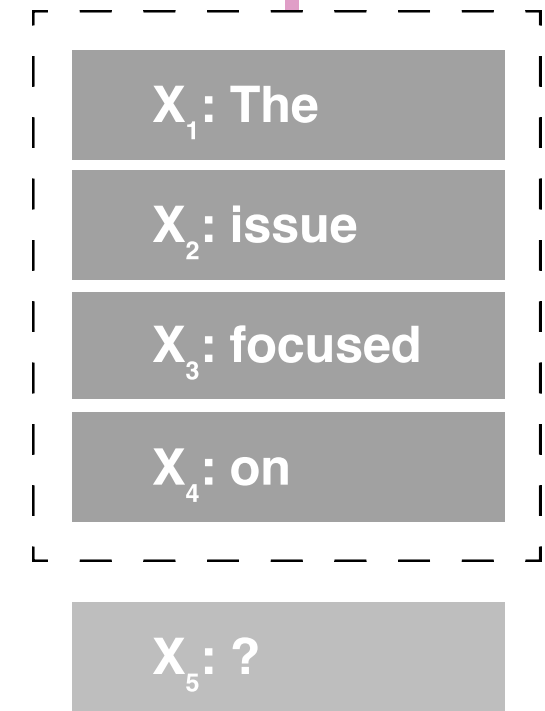 X₁: The
X₂: issue
X₃: focused
X₄: on
X₅: ?